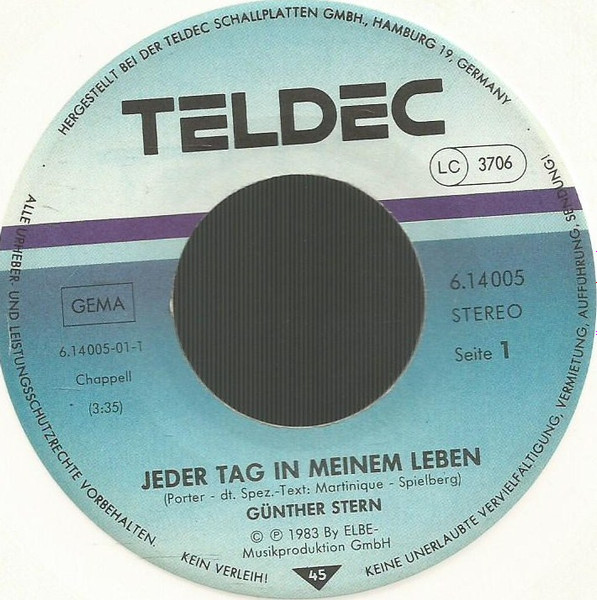 HERGESTELLT BEI DER TELDEC SCHALLPLATTEN GMBH., HAMBURG 19, GERMANY
TELDEC
LC 3706
GEMA
6.14005-01-1
Chappell
(3:35)
6.14005
STEREO
Seite 1
JEDER TAG IN MEINEM LEBEN
(Porter - dt. Spez.-Text: Martinique - Spielberg)
GÜNTHER STERN
© ℗ 1983 By ELBE-
Musikproduktion GmbH
45
ALLE URHEBER- UND LEISTUNGSSCHUTZRECHTE VORBEHALTEN.
KEIN VERLEIH!
KEINE UNERLAUBTE VERVIELFÄLTIGUNG, VERMIETUNG, AUFFÜHRUNG, SENDUNG!